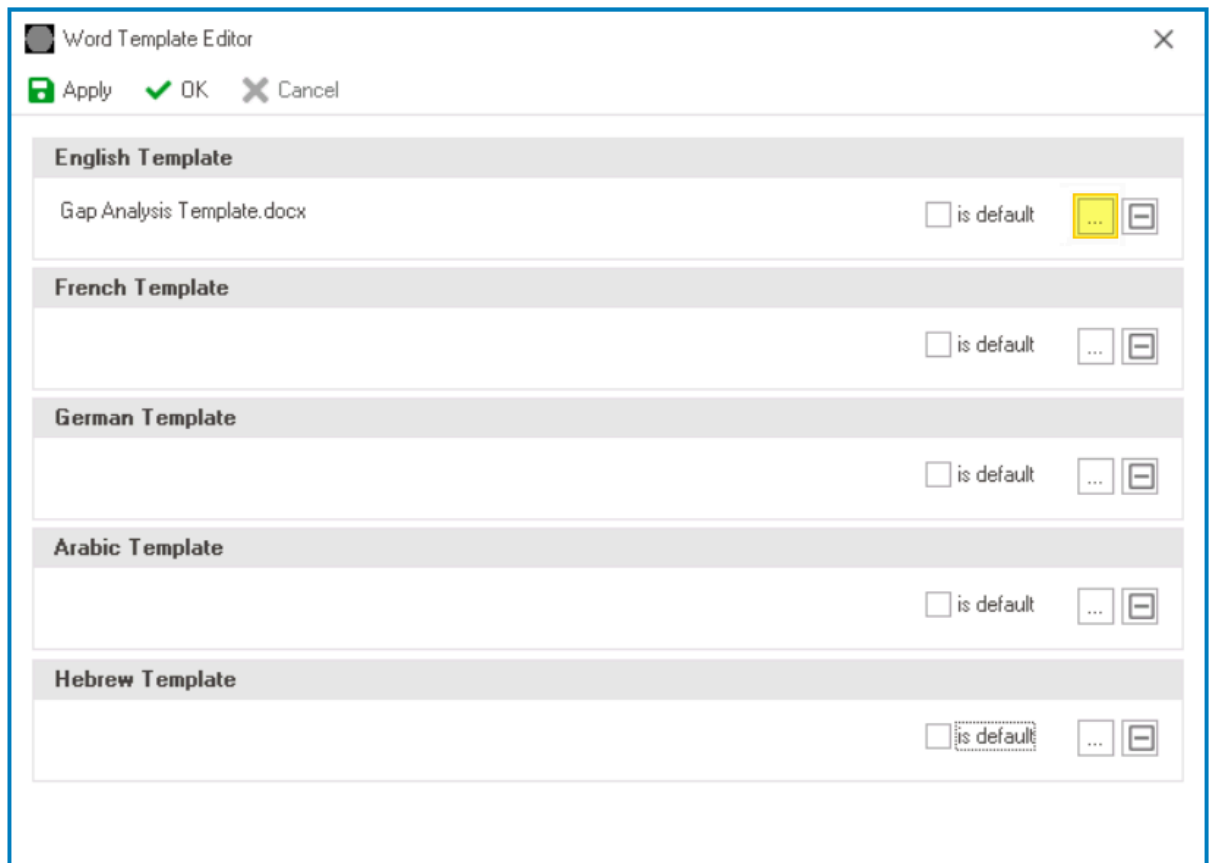 Word Template Editor
Apply OK Cancel
English Template
Gap Analysis Template.docx is default ...
French Template
is default ...
German Template
is default ...
Arabic Template
is default ...
Hebrew Template
is default ...